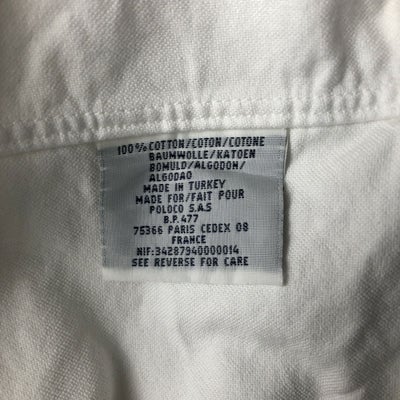 100% COTTON/COTON/COTONE
BAUMWOLLE/KATOEN
BOMULD/ALGODON/
ALGODAO
MADE IN TURKEY
MADE FOR/FAIT POUR
POLOCO S.A.S
B.P. 477
75366 PARIS CEDEX 08
FRANCE
NIF:34287940000014
SEE REVERSE FOR CARE